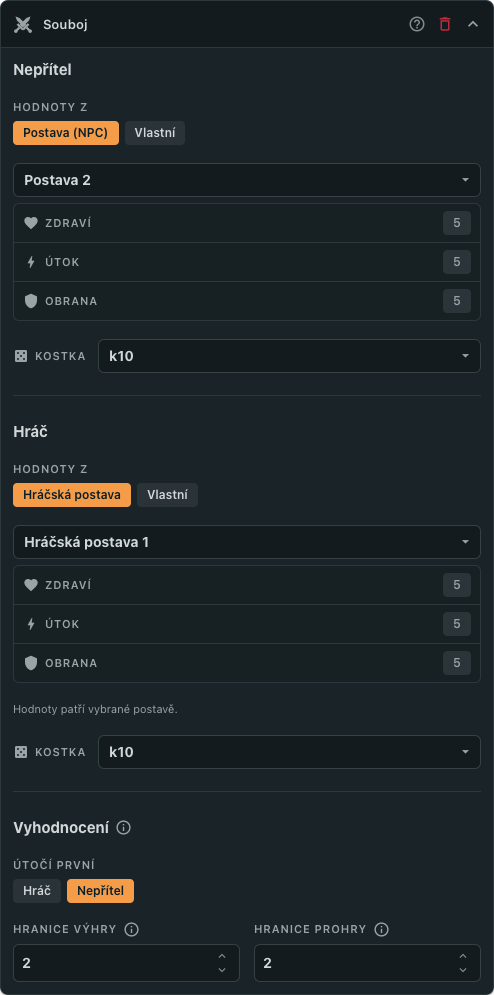 Souboj
Nepřítel
HODNOTY Z
Postava (NPC) Vlastní
Postava 2
ZDRAVÍ 5
ÚTOK 5
OBRANA 5
KOSTKA k10
Hráč
HODNOTY Z
Hráčská postava Vlastní
Hráčská postava 1
ZDRAVÍ 5
ÚTOK 5
OBRANA 5
Hodnoty patří vybrané postavě.
KOSTKA k10
Vyhodnocení
ÚTOČÍ PRVNÍ
Hráč Nepřítel
HRANICE VÝHRY HRANICE PROHRY
2 2